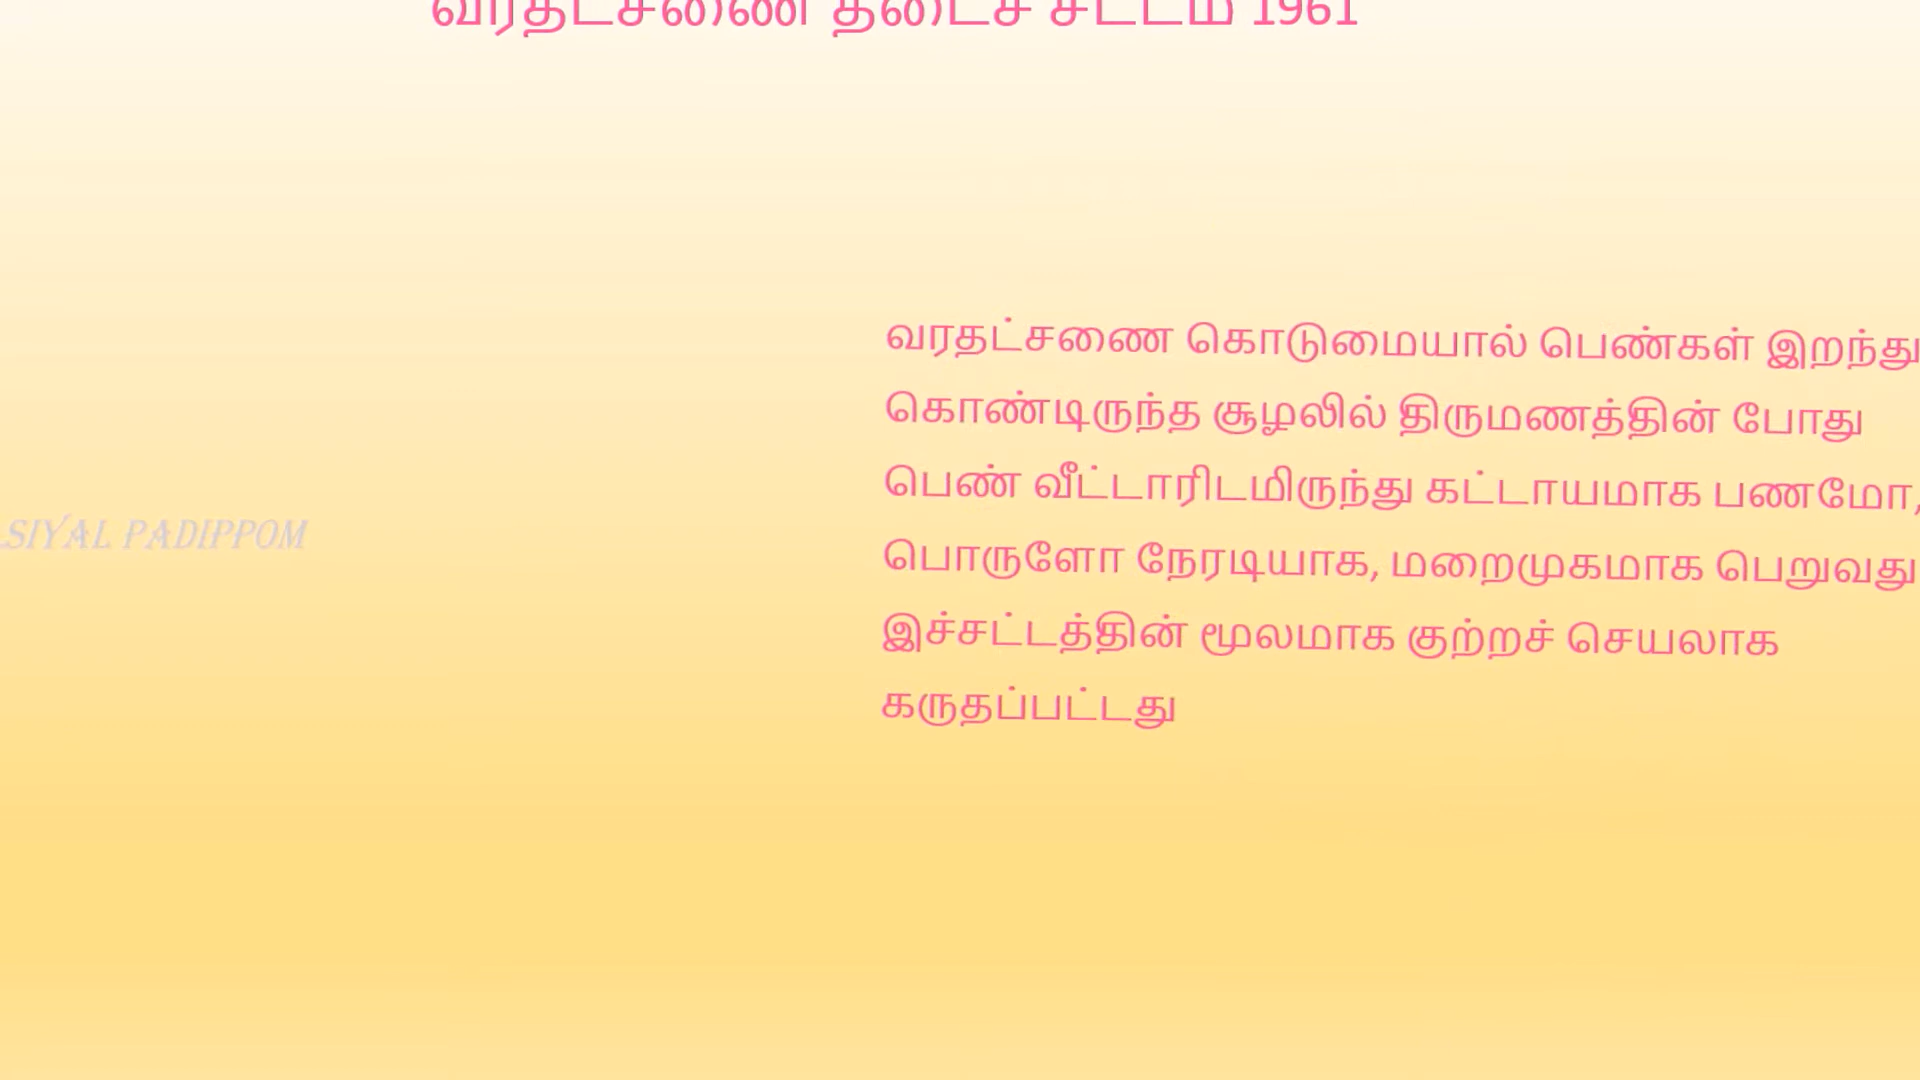 வரதட்சணை தடைச் சட்டம் 1961
வரதட்சணை கொடுமையால் பெண்கள் இறந்து
கொண்டிருந்த சூழலில் திருமணத்தின் போது
பெண் வீட்டாரிடமிருந்து கட்டாயமாக பணமோ,
பொருளோ நேரடியாக, மறைமுகமாக பெறுவது
SIYAL PADIPPOM
இச்சட்டத்தின் மூலமாக குற்றச் செயலாக
கருதப்பட்டது